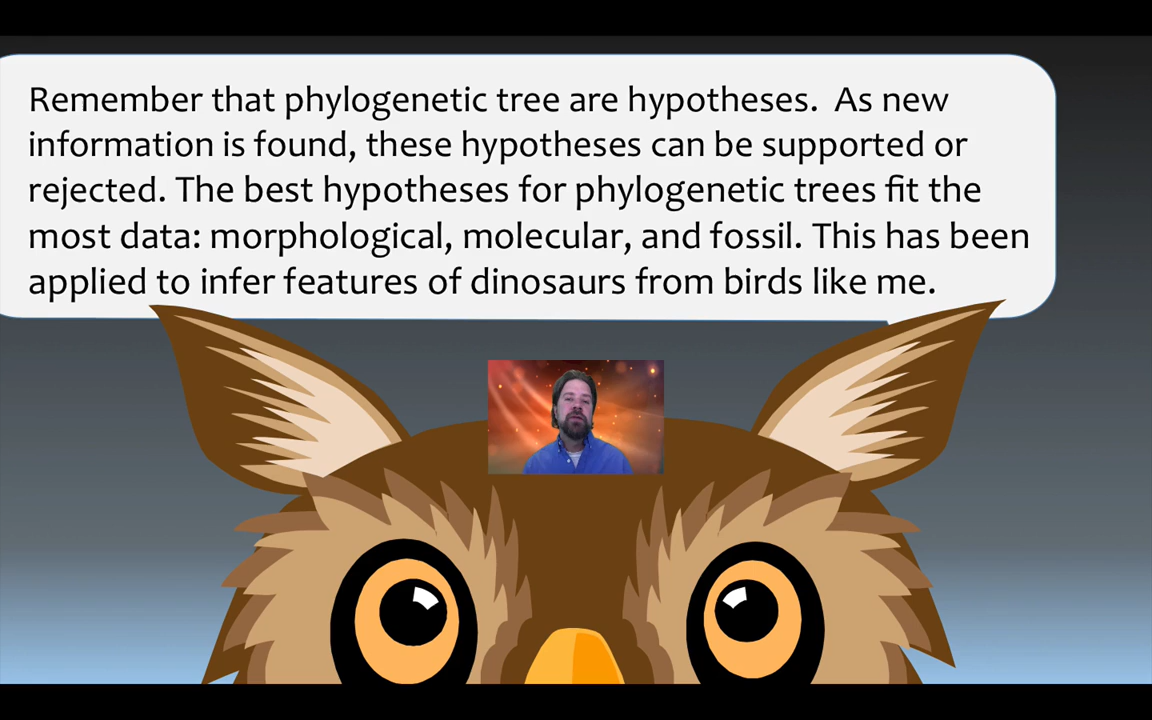 Remember that phylogenetic tree are hypotheses. As new
information is found, these hypotheses can be supported or
rejected. The best hypotheses for phylogenetic trees fit the
most data: morphological, molecular, and fossil. This has been
applied to infer features of dinosaurs from birds like me.